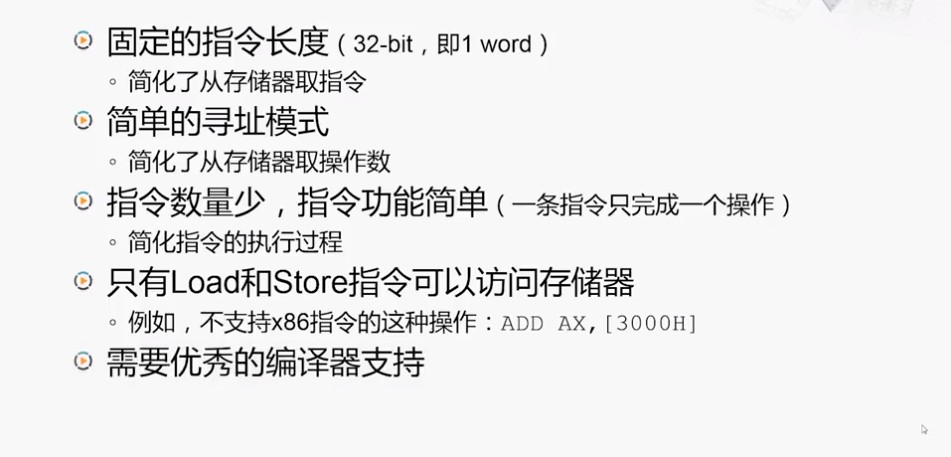 固定的指令长度（32-bit，即1 word）
简化了从存储器取指令
简单的寻址模式
简化了从存储器取操作数
指令数量少，指令功能简单（一条指令只完成一个操作）
简化指令的执行过程
只有Load和Store指令可以访问存储器
例如，不支持x86指令的这种操作：ADD AX,[3000H]
需要优秀的编译器支持